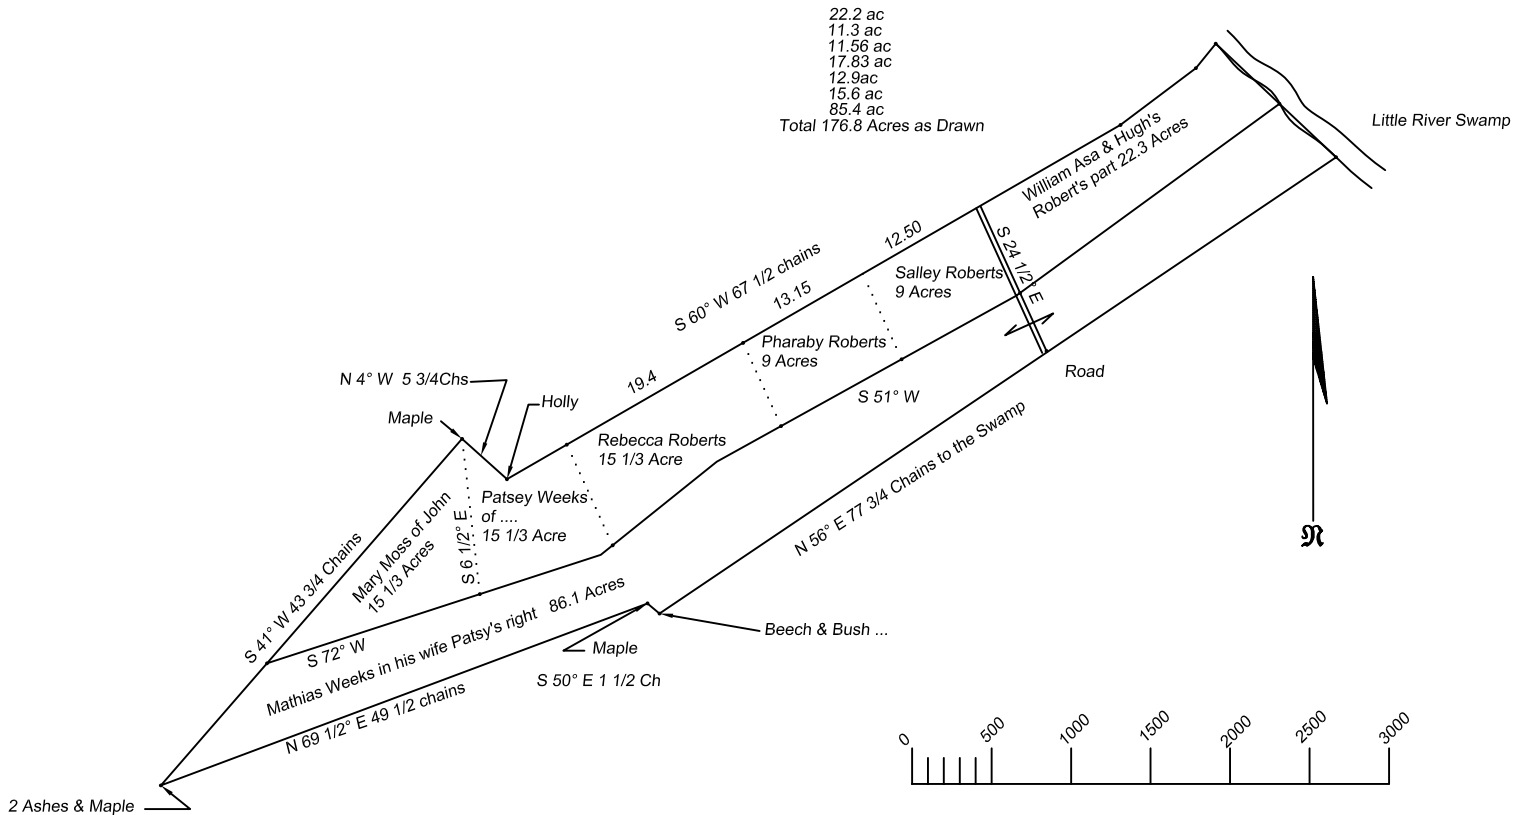 22.2 ac
11.3 ac
11.56 ac
17.83 ac
12.9ac
15.6 ac
85.4 ac
Total 176.8 Acres as Drawn
Little River Swamp
William Asa & Hugh's
Robert's part 22.3 Acres
S 24 1/2° E
12.50
S 60° W 67 1/2 chains
13.15
Salley Roberts
9 Acres
Pharaby Roberts
9 Acres
Road
N 4° W 5 3/4Chs
19.4
S 51° W
Holly
Maple
Rebecca Roberts
15 1/3 Acre
Patsey Weeks
of ....
15 1/3 Acre
N 56° E 77 3/4 Chains to the Swamp
Mary Moss of John
15 1/3 Acres
S 6 1/2° E
S 41° W 43 3/4 Chains
N
S 72° W
Mathias Weeks in his wife Patsy's right 86.1 Acres
Beech & Bush ...
Maple
S 50° E 1 1/2 Ch
N 69 1/2° E 49 1/2 chains
0 500 1000 1500 2000 2500 3000
2 Ashes & Maple